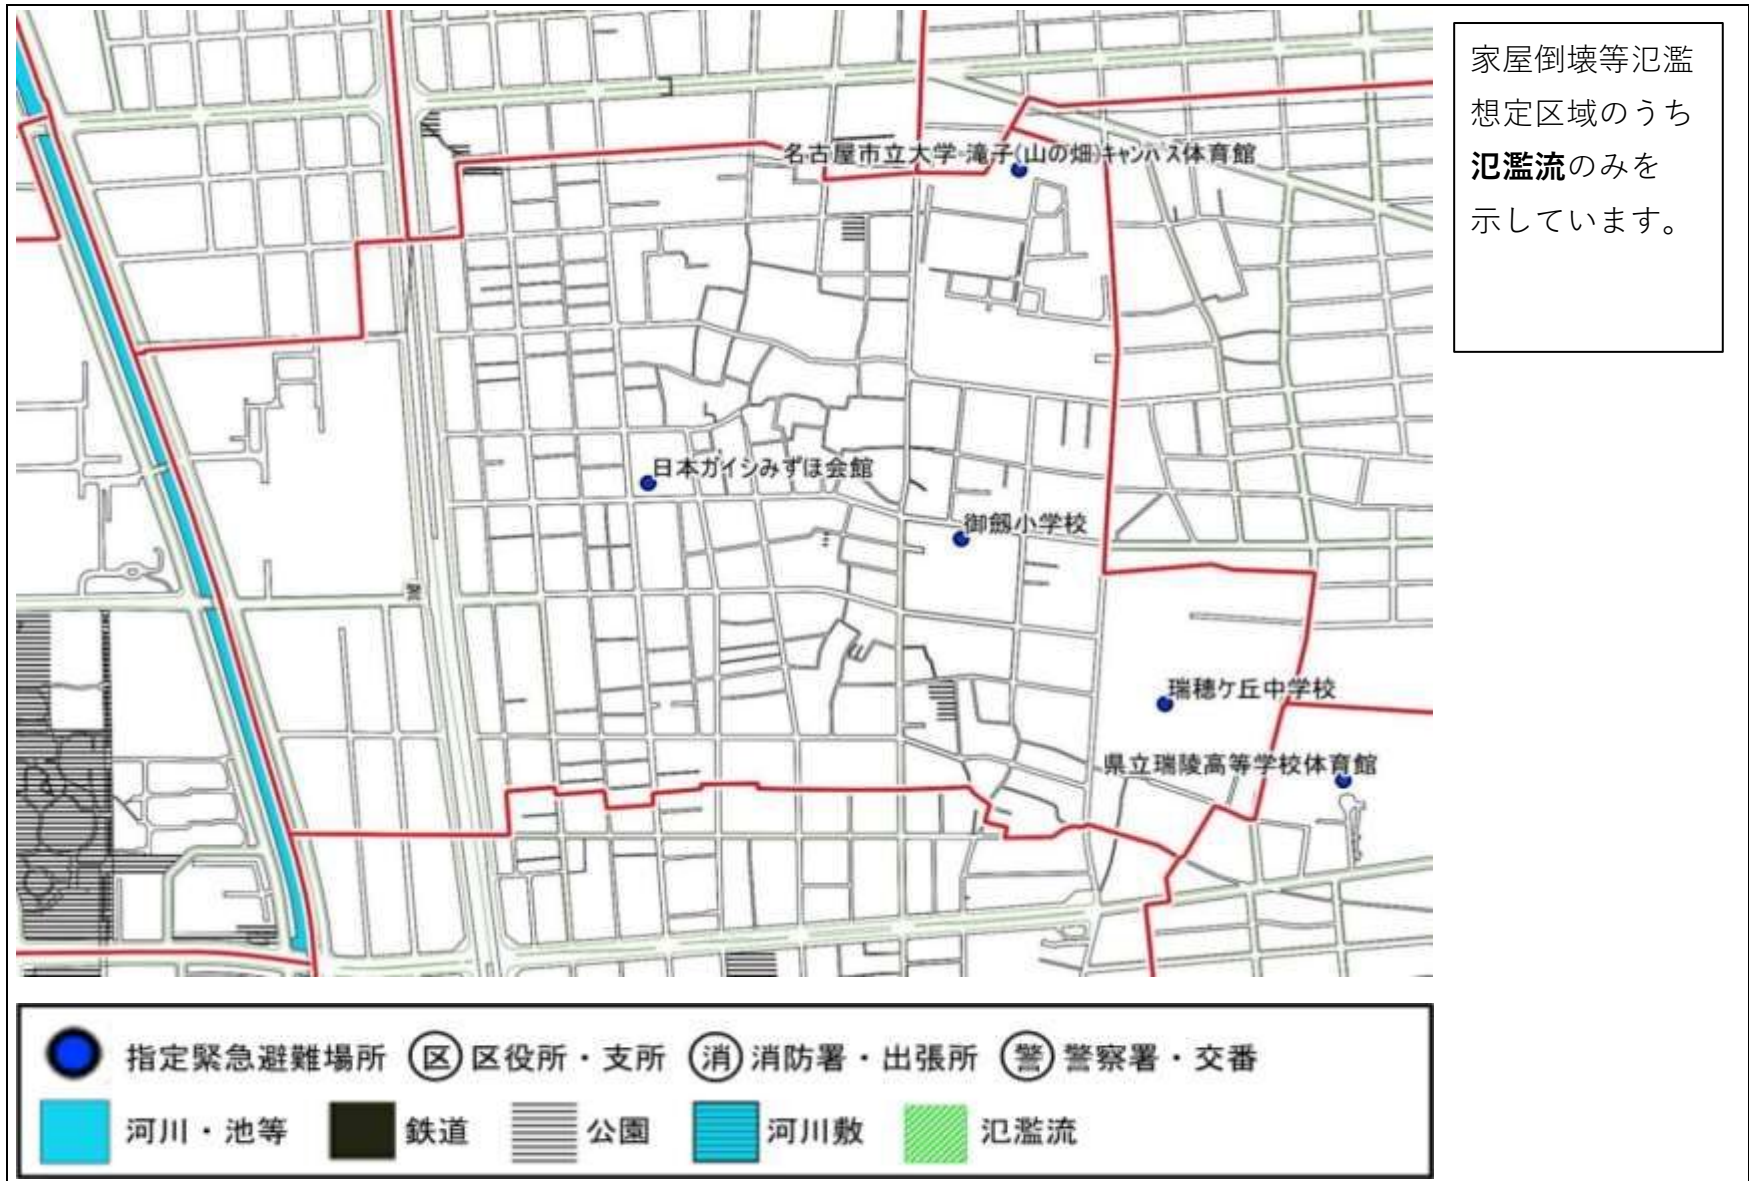 家屋倒壊等氾濫
想定区域のうち
氾濫流のみを
示しています。
名古屋市立大学 滝子(山の畑)キャンパス体育館
日本ガイシみずほ会館
御劔小学校
瑞穂ケ丘中学校
県立瑞陵高等学校体育館
指定緊急避難場所 区 区役所・支所 消 消防署・出張所 警 警察署・交番
河川・池等 鉄道 公園 河川敷 氾濫流